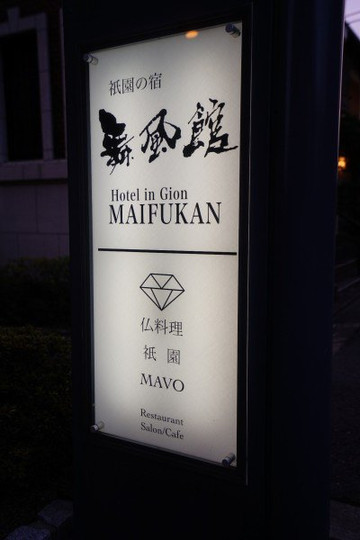 祇園の宿
舞風館
Hotel in Gion
MAIFUKAN
仏料理
祇園
MAVO
Restaurant
Salon/Cafe